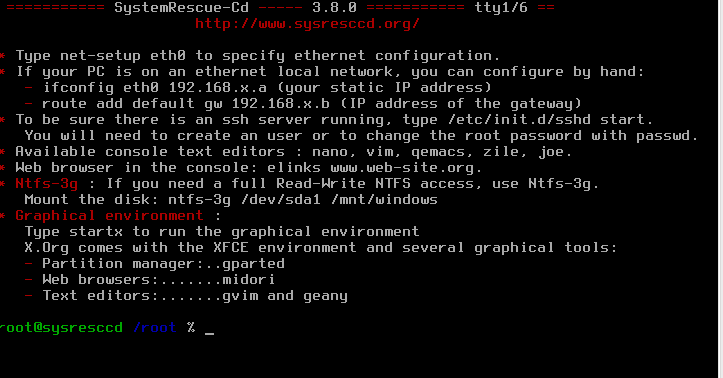 =========== SystemRescue-Cd ----- 3.8.0 =========== tty1/6 ==
http://www.sysresccd.org/
* Type net-setup eth0 to specify ethernet configuration.
* If your PC is on an ethernet local network, you can configure by hand:
- ifconfig eth0 192.168.x.a (your static IP address)
- route add default gw 192.168.x.b (IP address of the gateway)
* To be sure there is an ssh server running, type /etc/init.d/sshd start.
You will need to create an user or to change the root password with passwd.
* Available console text editors : nano, vim, qemacs, zile, joe.
* Web browser in the console: elinks www.web-site.org.
* Ntfs-3g : If you need a full Read-Write NTFS access, use Ntfs-3g.
Mount the disk: ntfs-3g /dev/sda1 /mnt/windows
* Graphical environment :
Type startx to run the graphical environment
X.Org comes with the XFCE environment and several graphical tools:
- Partition manager:..gparted
- Web browsers:.......midori
- Text editors:.......gvim and geany
root@sysresccd /root % _